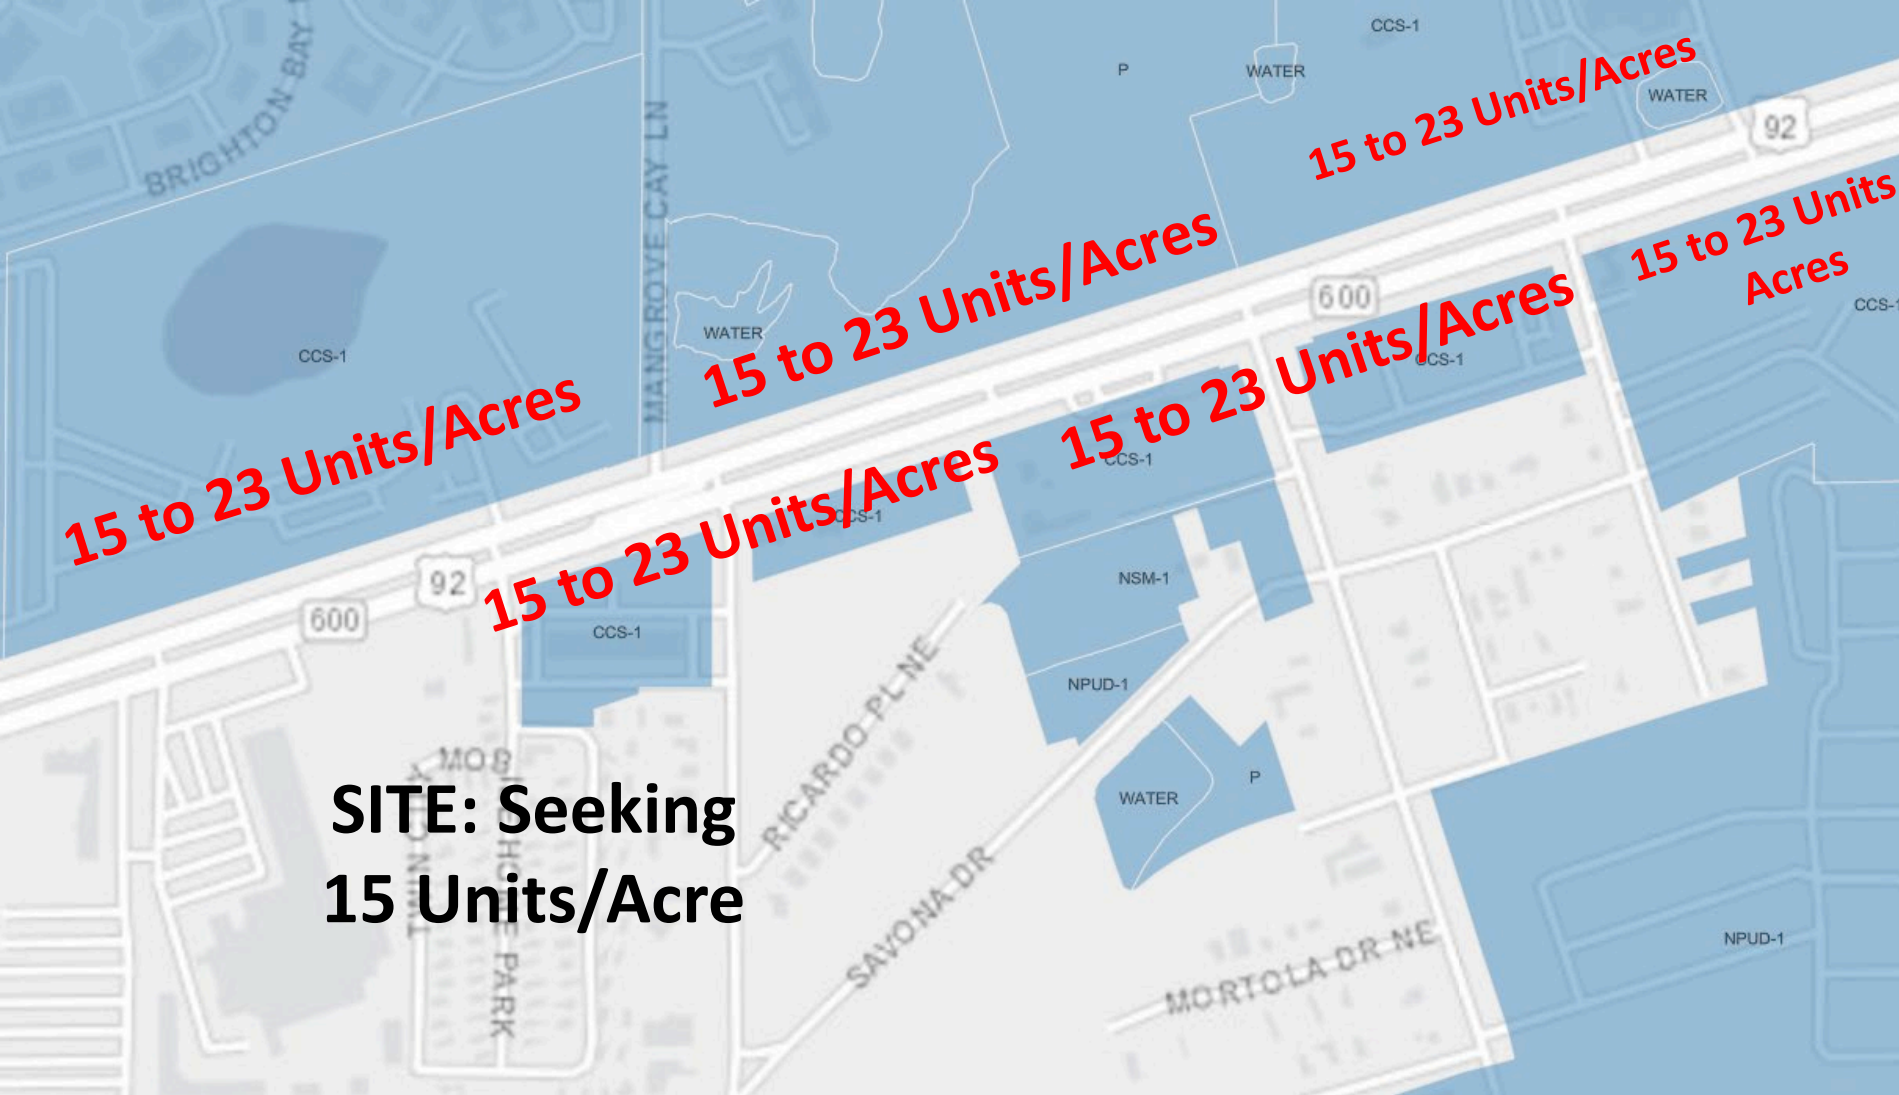 CCS-1
P
WATER
WATER
92
BRIGHTON BAY
MANGROVE CAY LN
15 to 23 Units/Acres
15 to 23 Units
Acres
CCS-1
15 to 23 Units/Acres
WATER
600
CCS-1
CCS-1
15 to 23 Units/Acres
15 to 23 Units/Acres
CCS-1
15 to 23 Units/Acres
CCS-1
92
600
CCS-1
NSM-1
NPUD-1
RICARDO PL NE
SITE: Seeking
15 Units/Acre
PARK
WATER
P
SAVONA DR
MORTOLA DR NE
NPUD-1